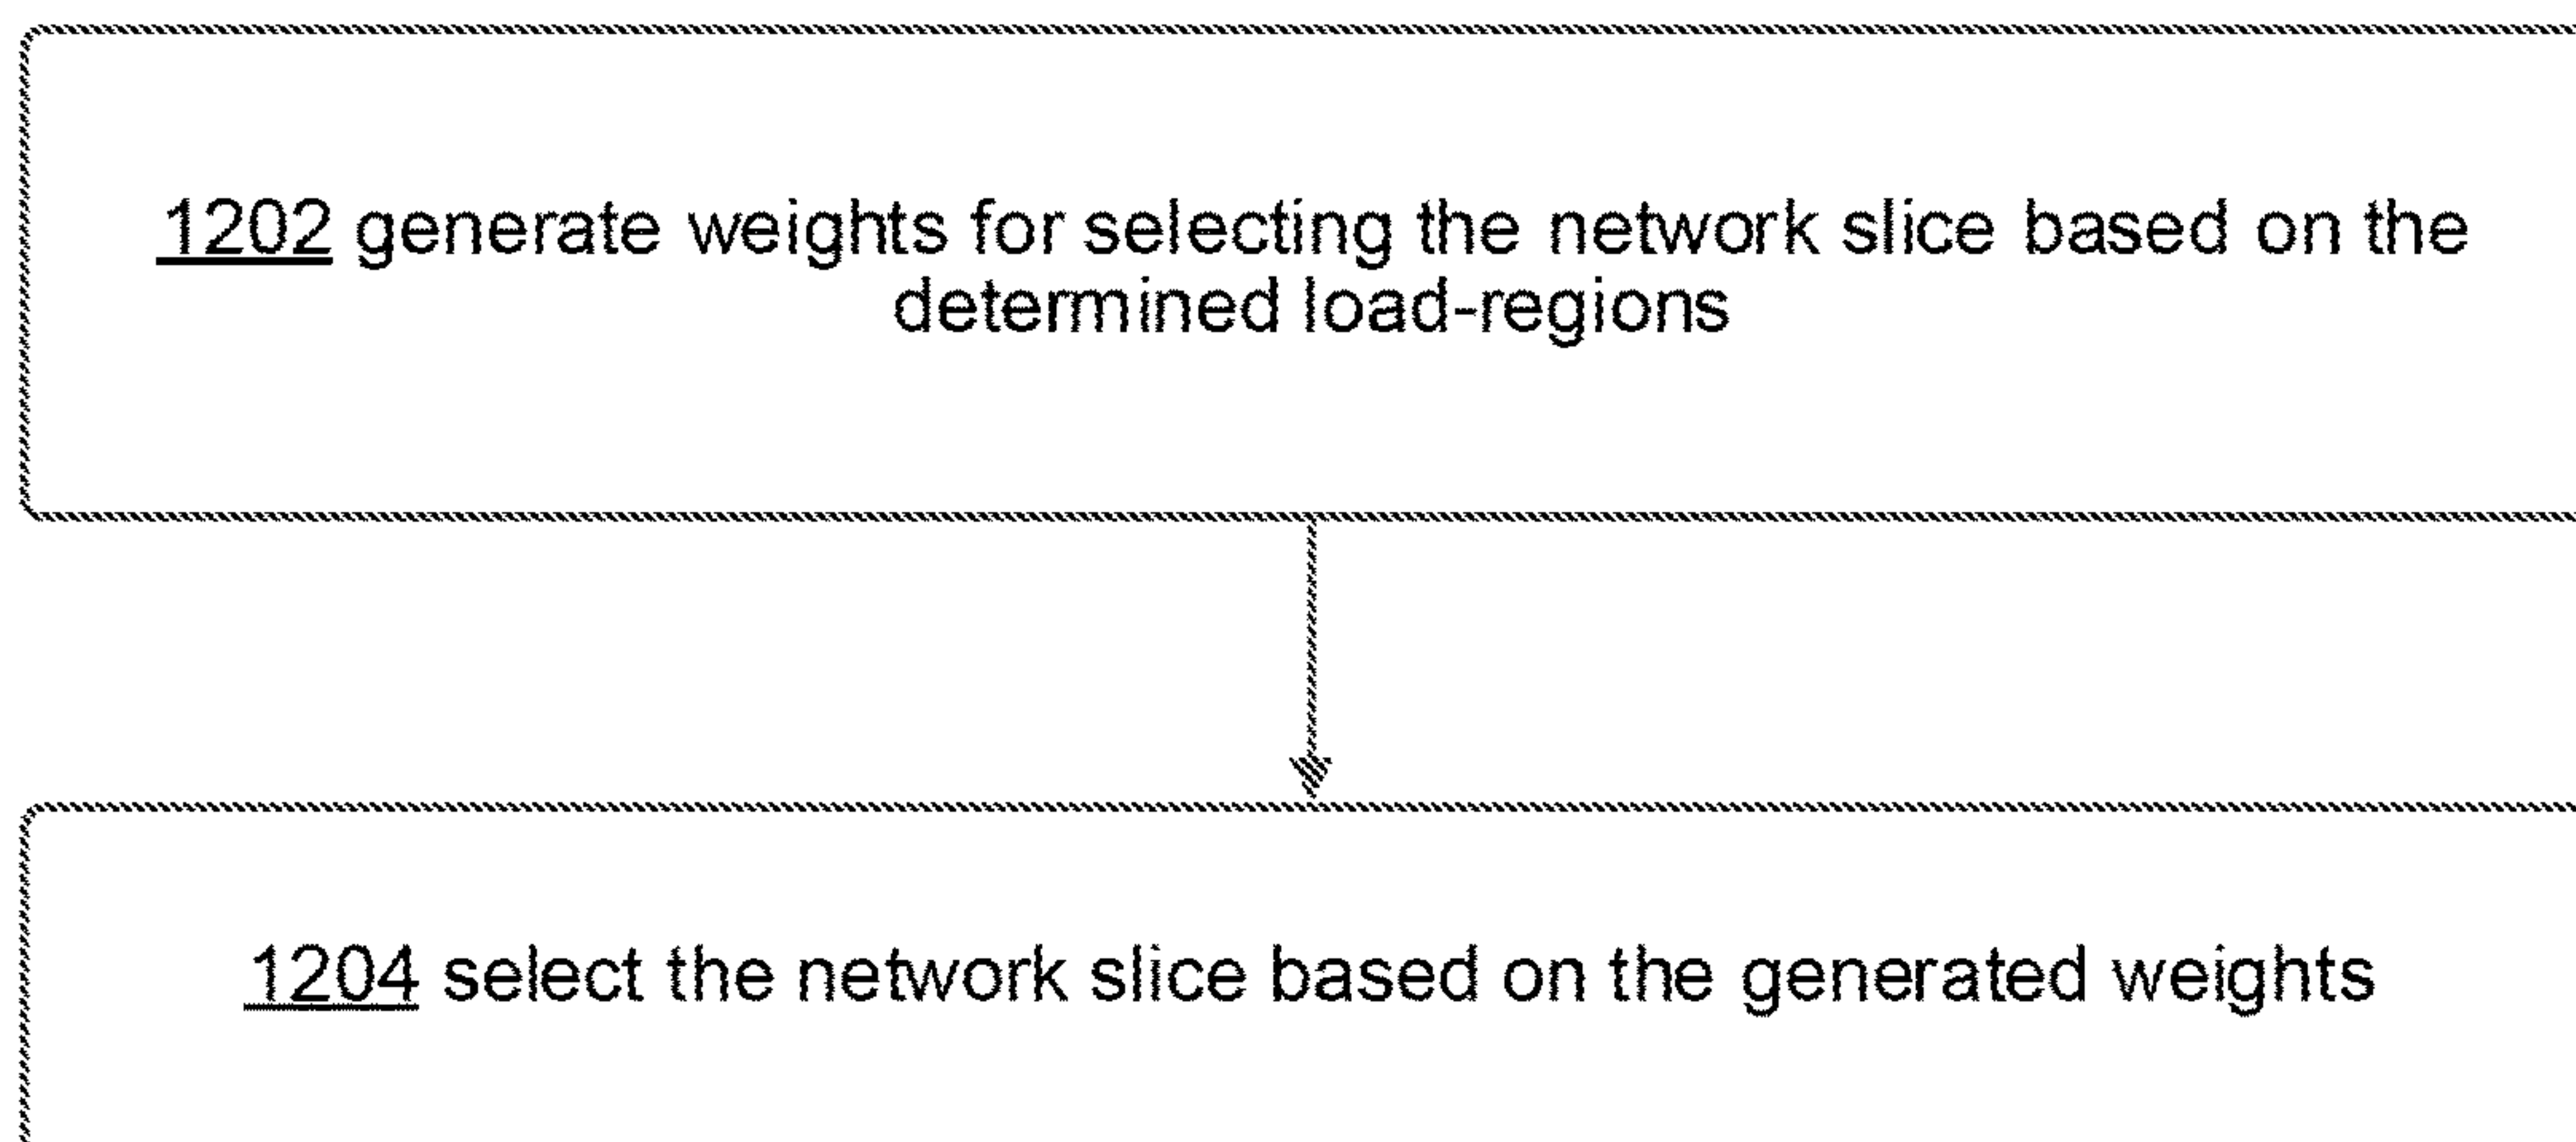 1202 generate weights for selecting the network slice based on the
determined load-regions
1204 select the network slice based on the generated weights